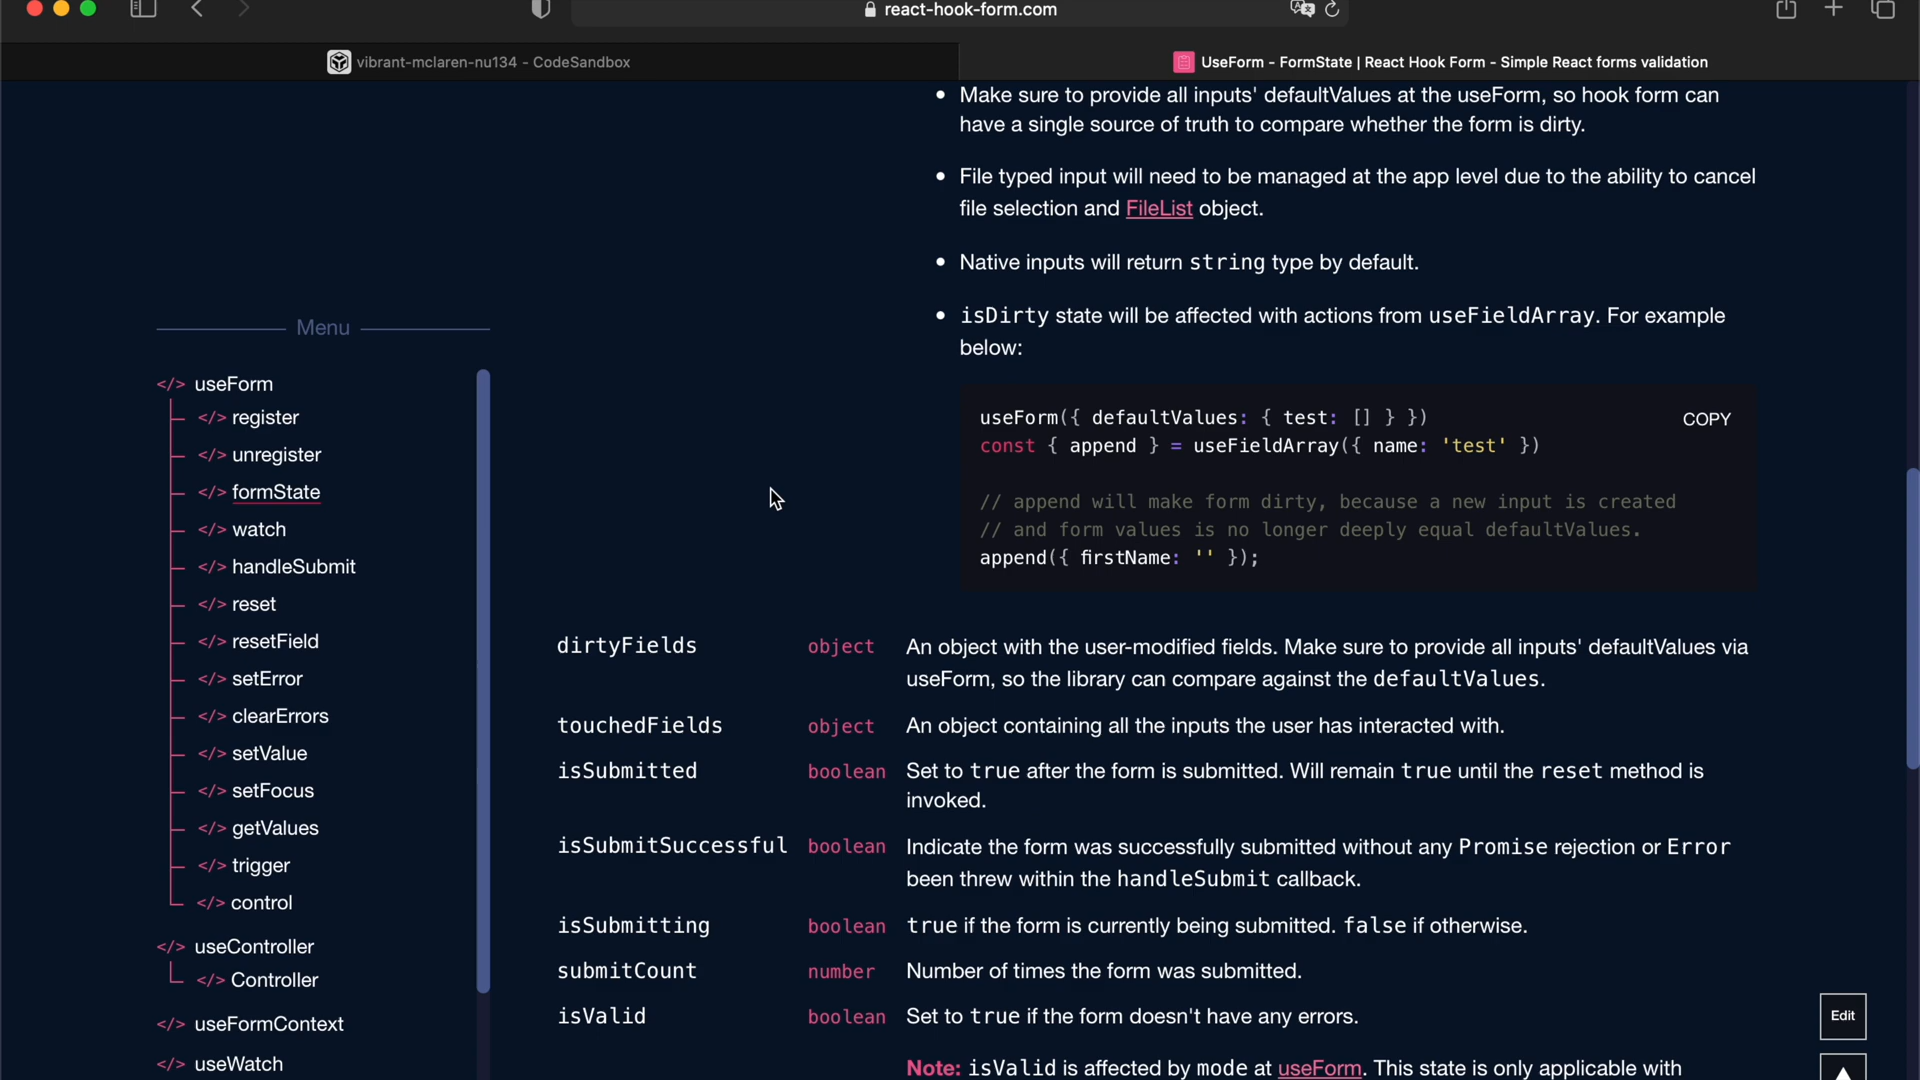 react-hook-form.com
vibrant-mclaren-nu134 - CodeSandbox
UseForm - FormState | React Hook Form - Simple React forms validation
• Make sure to provide all inputs' defaultValues at the useForm, so hook form can
have a single source of truth to compare whether the form is dirty.
• File typed input will need to be managed at the app level due to the ability to cancel
file selection and FileList object.
• Native inputs will return string type by default.
• isDirty state will be affected with actions from useFieldArray. For example
below:
useForm({ defaultValues: { test: [] } })
COPY
const { append } = useFieldArray({ name: 'test' })
// append will make form dirty, because a new input is created
// and form values is no longer deeply equal defaultValues.
append({ firstName: '' });
Menu
</> useForm
</> register
</> unregister
</> formState
</> watch
</> handleSubmit
</> reset
</> resetField
</> setError
</> clearErrors
</> setValue
</> setFocus
</> getValues
</> trigger
</> control
</> useController
</> Controller
</> useFormContext
</> useWatch
dirtyFields object An object with the user-modified fields. Make sure to provide all inputs' defaultValues via
useForm, so the library can compare against the defaultValues.
touchedFields object An object containing all the inputs the user has interacted with.
isSubmitted boolean Set to true after the form is submitted. Will remain true until the reset method is
invoked.
isSubmitSuccessful boolean Indicate the form was successfully submitted without any Promise rejection or Error
been threw within the handleSubmit callback.
isSubmitting boolean true if the form is currently being submitted. false if otherwise.
submitCount number Number of times the form was submitted.
isValid boolean Set to true if the form doesn't have any errors.
Note: isValid is affected by mode at useForm. This state is only applicable with
Edit